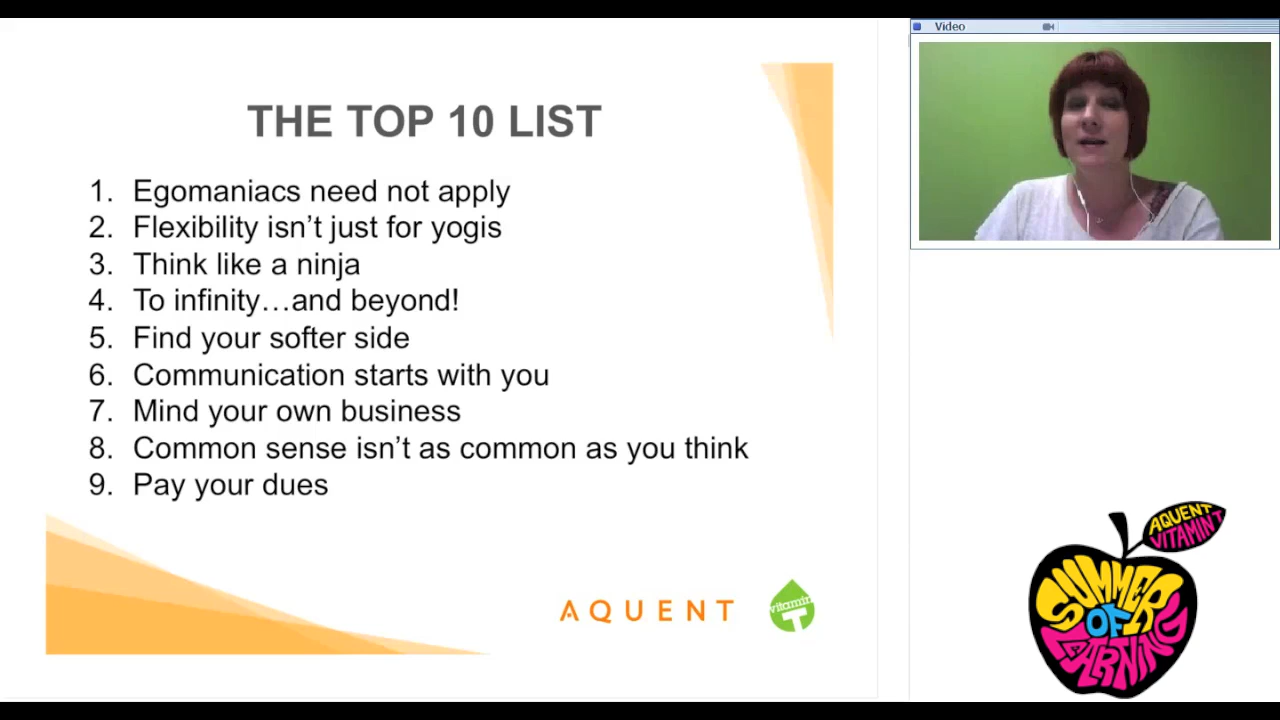 Video
THE TOP 10 LIST
1. Egomaniacs need not apply
2. Flexibility isn’t just for yogis
3. Think like a ninja
4. To infinity…and beyond!
5. Find your softer side
6. Communication starts with you
7. Mind your own business
8. Common sense isn’t as common as you think
9. Pay your dues
AQUENT
vitamin
T
AQUENT
VITAMINT
SUMMER
OF
LEARNING